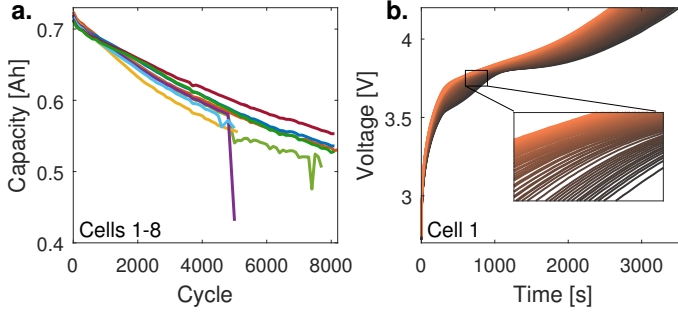 a.
Capacity [Ah]
0.7
0.6
0.5
0.4
Cells 1-8
0 2000 4000 6000 8000
Cycle
b.
Voltage [V]
4
3.5
3
Cell 1
0 1000 2000 3000
Time [s]